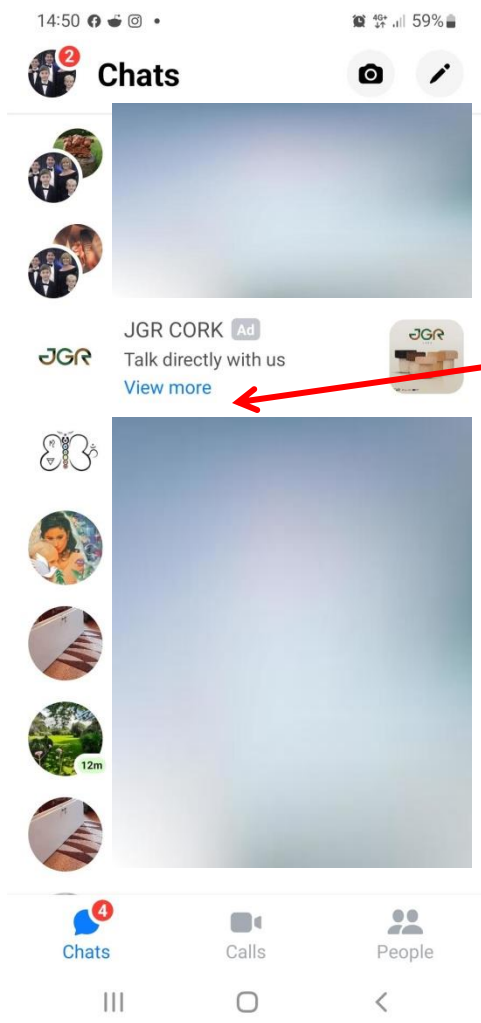 14:50
4G+ 59%
2
Chats
JGR CORK Ad
JGR
Talk directly with us
JGR
View more
12m
4
Chats
Calls
People